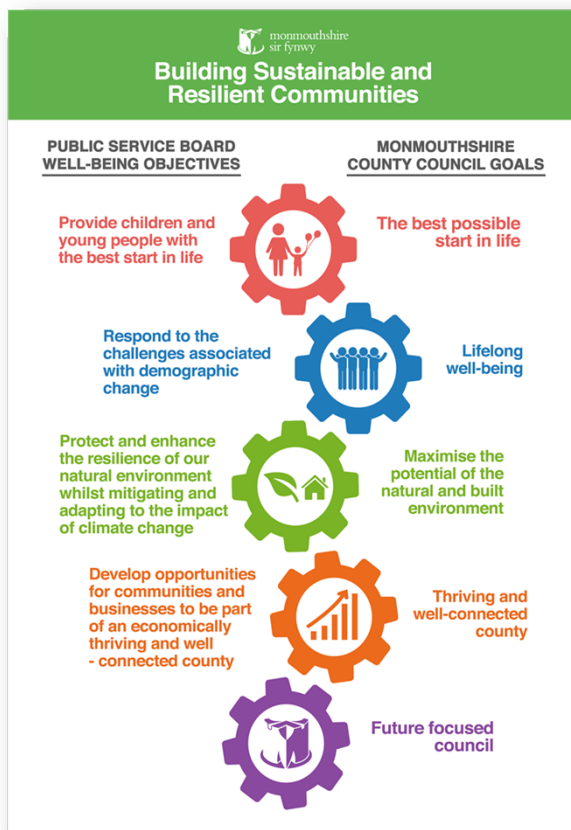 monmouthshire
sir fynwy
Building Sustainable and
Resilient Communities
PUBLIC SERVICE BOARD
WELL-BEING OBJECTIVES
MONMOUTHSHIRE
COUNTY COUNCIL GOALS
Provide children and
young people with
the best start in life
The best possible
start in life
Respond to the
challenges associated
with demographic
change
Lifelong
well-being
Protect and enhance
the resilience of our
natural environment
whilst mitigating and
adapting to the impact
of climate change
Maximise the
potential of the
natural and built
environment
Develop opportunities
for communities and
businesses to be part
of an economically
thriving and well
- connected county
Thriving and
well-connected
county
Future focused
council